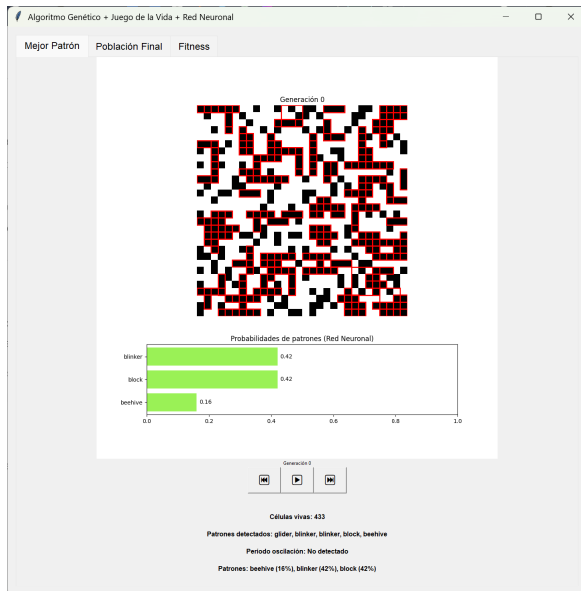 Algoritmo Genético + Juego de la Vida + Red Neuronal
Mejor Patrón Población Final Fitness
Generación 0
Probabilidades de patrones (Red Neuronal)
blinker 0.42
block 0.42
beehive 0.16
0.0 0.2 0.4 0.6 0.8 1.0
Generación 0
Células vivas: 433
Patrones detectados: glider, blinker, blinker, block, beehive
Período oscilación: No detectado
Patrones: beehive (16%), blinker (42%), block (42%)